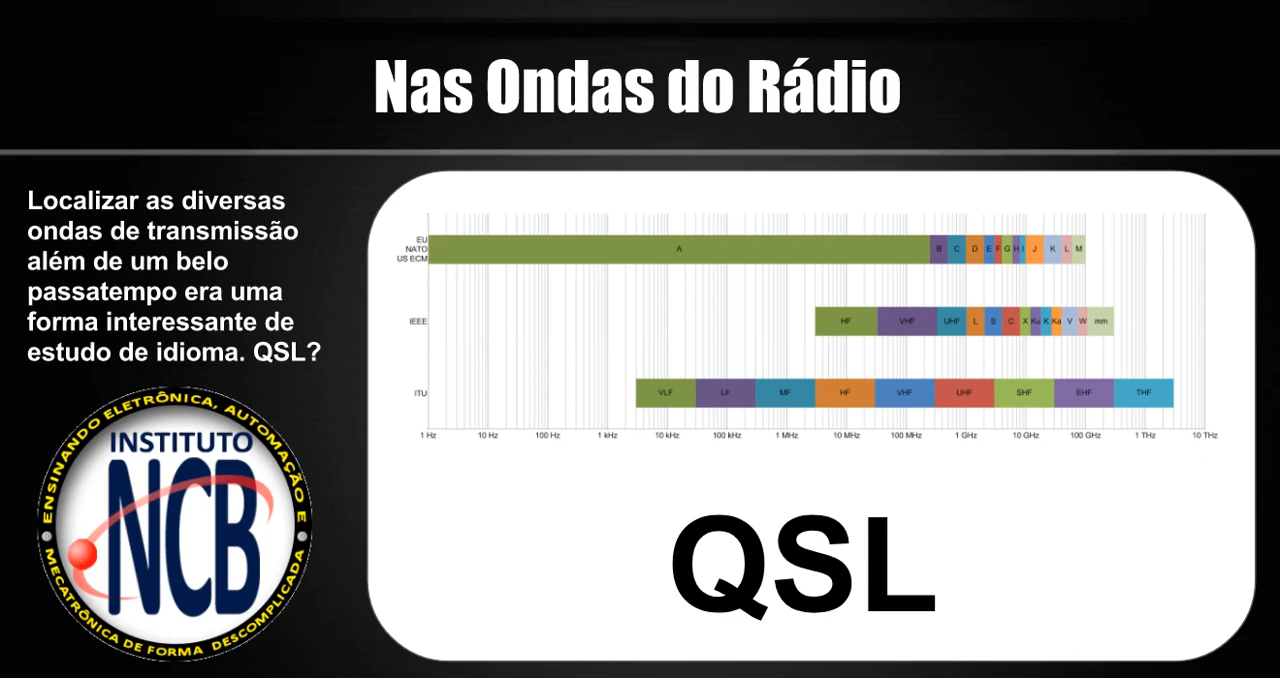 Nas Ondas do Rádio
Localizar as diversas
ondas de transmissão
além de um belo
passatempo era uma
forma interessante de
estudo de idioma. QSL?
ENSINANDO ELETRÔNICA, AUTOMAÇÃO E
MECATRÔNICA DE FORMA DESCOMPLICADA
INSTITUTO
NCB
EU
NATO
US ECM
A B C D E F G H I J K L M
IEEE
HF VHF UHF L S C X Ku K Ka V W mm
ITU
VLF LF MF HF VHF UHF SHF EHF THF
1 Hz 10 Hz 100 Hz 1 kHz 10 kHz 100 kHz 1 MHz 10 MHz 100 MHz 1 GHz 10 GHz 100 GHz 1 THz 10 THz
QSL